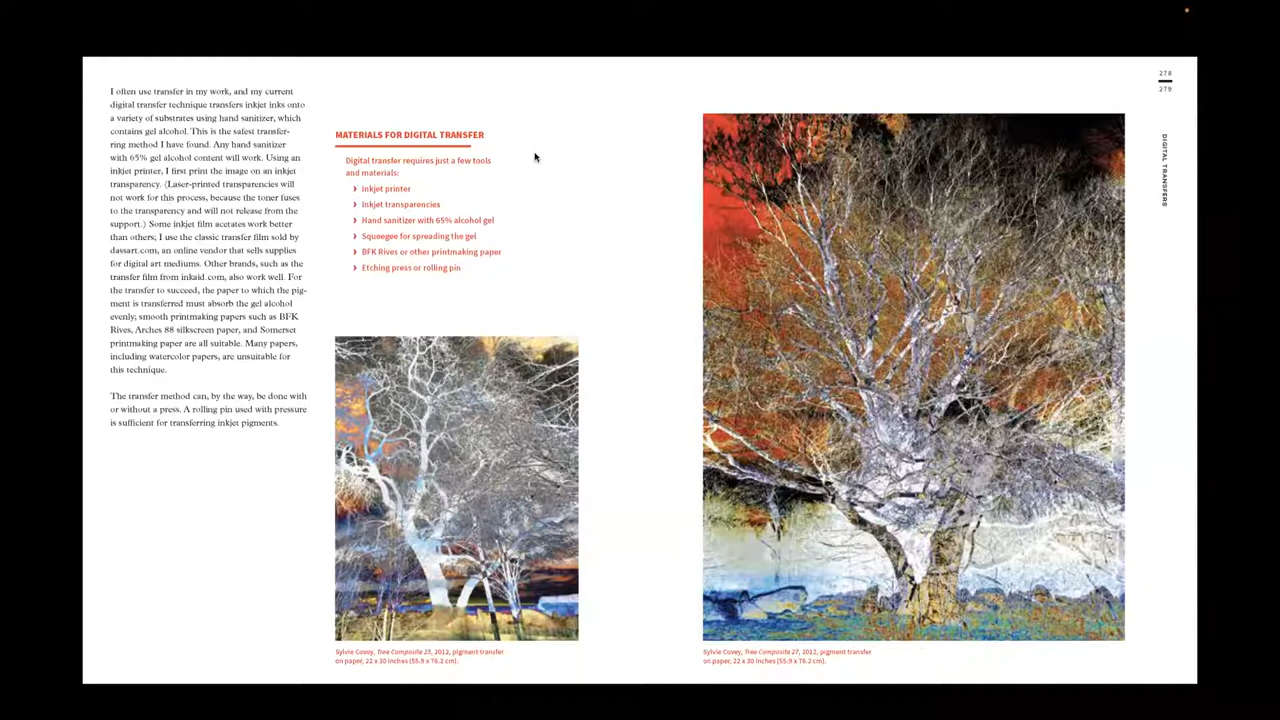 I often use transfer in my work, and my current
digital transfer technique transfers inkjet inks onto
a variety of substrates using hand sanitizer, which
contains gel alcohol. This is the safest transfer-
ring method I have found. Any hand sanitizer
with 65% gel alcohol content will work. Using an
inkjet printer, I first print the image on an inkjet
transparency. (Laser-printed transparencies will
not work for this process, because the toner fuses
to the transparency and will not release from the
support.) Some inkjet film acetates work better
than others; I use the classic transfer film sold by
dassart.com, an online vendor that sells supplies
for digital art mediums. Other brands, such as the
transfer film from inkaid.com, also work well. For
the transfer to succeed, the paper to which the pig-
ment is transferred must absorb the gel alcohol
evenly; smooth printmaking papers such as BFK
Rives, Arches 88 silkscreen paper, and Somerset
printmaking paper are all suitable. Many papers,
including watercolor papers, are unsuitable for
this technique.
The transfer method can, by the way, be done with
or without a press. A rolling pin used with pressure
is sufficient for transferring inkjet pigments.
MATERIALS FOR DIGITAL TRANSFER
Digital transfer requires just a few tools
and materials:
› Inkjet printer
› Inkjet transparencies
› Hand sanitizer with 65% alcohol gel
› Squeegee for spreading the gel
› BFK Rives or other printmaking paper
› Etching press or rolling pin
Sylvie Covey, Tree Composite 25, 2012, pigment transfer
on paper, 22 x 30 inches (55.9 x 76.2 cm).
Sylvie Covey, Tree Composite 27, 2012, pigment transfer
on paper, 22 x 30 inches (55.9 x 76.2 cm).
278
279
DIGITAL TRANSFERS